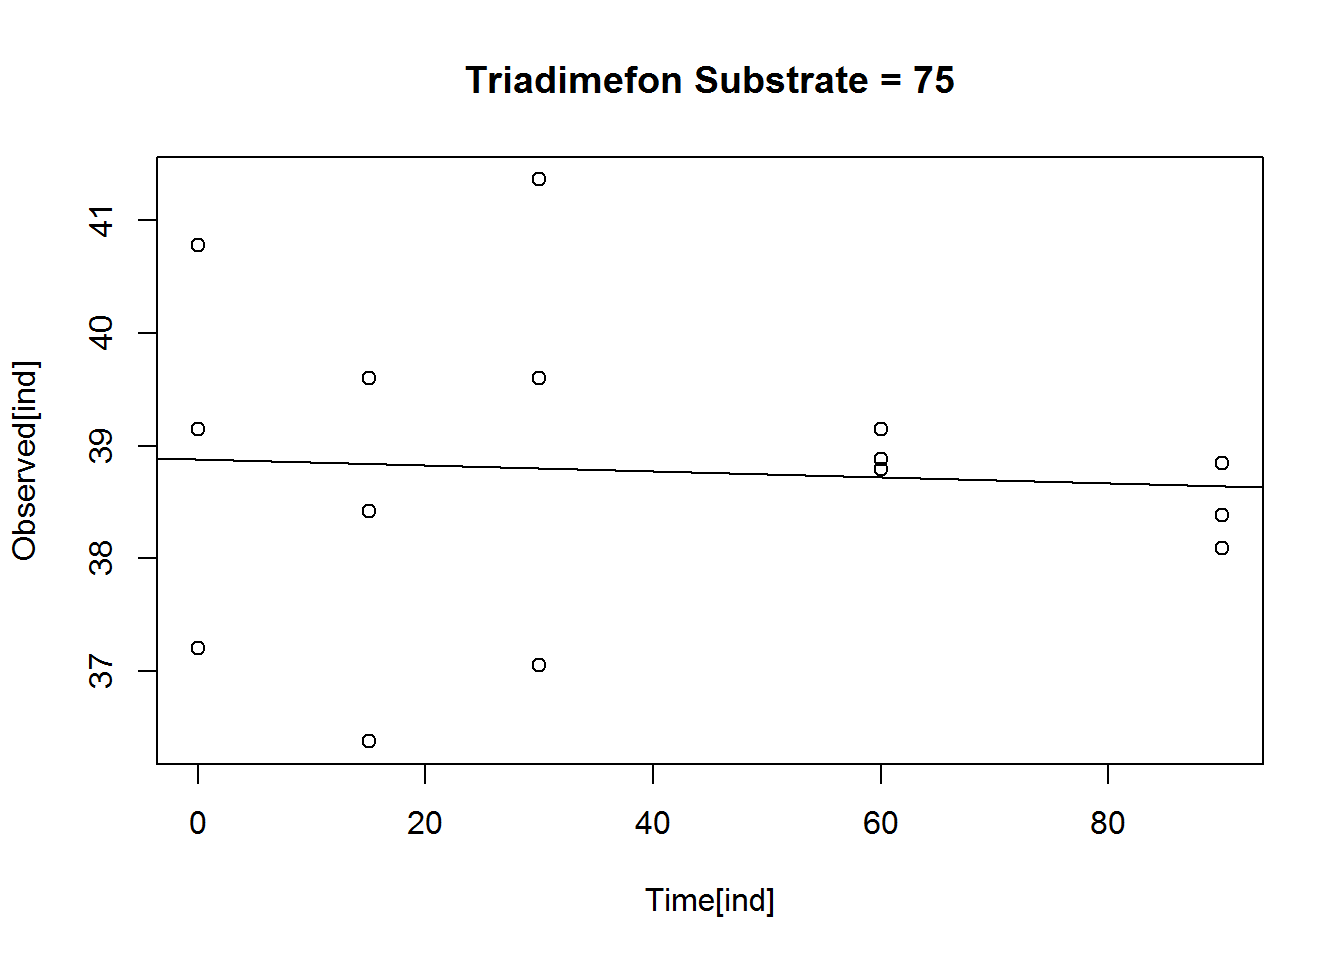 Triadimefon Substrate = 75
Observed[ind]
41
40
39
38
37
0 20 40 60 80
Time[ind]